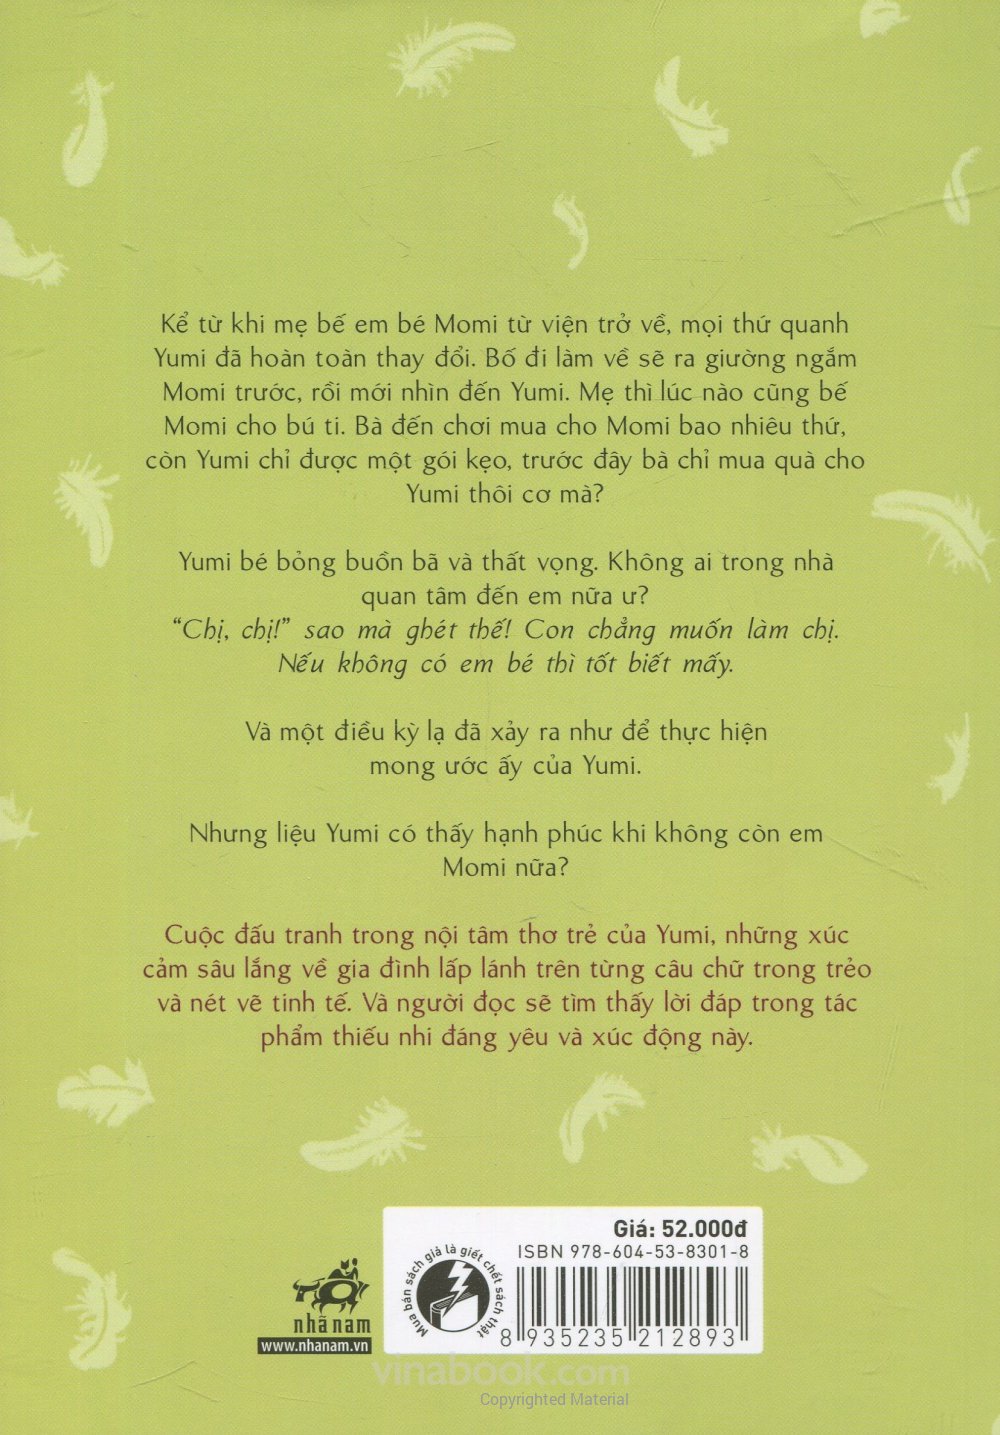 Kể từ khi mẹ bế em bé Momi từ viện trở về, mọi thứ quanh
Yumi đã hoàn toàn thay đổi. Bố đi làm về sẽ ra giường ngắm
Momi trước, rồi mới nhìn đến Yumi. Mẹ thì lúc nào cũng bế
Momi cho bú ti. Bà đến chơi mua cho Momi bao nhiêu thứ,
còn Yumi chỉ được một gói kẹo, trước đây bà chỉ mua quà cho
Yumi thôi cơ mà?
Yumi bé bỏng buồn bã và thất vọng. Không ai trong nhà
quan tâm đến em nữa ư?
“Chị, chị!” sao mà ghét thế! Con chẳng muốn làm chị.
Nếu không có em bé thì tốt biết mấy.
Và một điều kỳ lạ đã xảy ra như để thực hiện
mong ước ấy của Yumi.
Nhưng liệu Yumi có thấy hạnh phúc khi không còn em
Momi nữa?
Cuộc đấu tranh trong nội tâm thơ trẻ của Yumi, những xúc
cảm sâu lắng về gia đình lấp lánh trên từng câu chữ trong trẻo
và nét vẽ tinh tế. Và người đọc sẽ tìm thấy lời đáp trong tác
phẩm thiếu nhi đáng yêu và xúc động này.
Giá: 52.000đ
ISBN 978-604-53-8301-8
Mua bán sách giả là giết chết sách thật
8 935235 212893
nhã nam
www.nhanam.vn
vinabook.com
Copyrighted Material